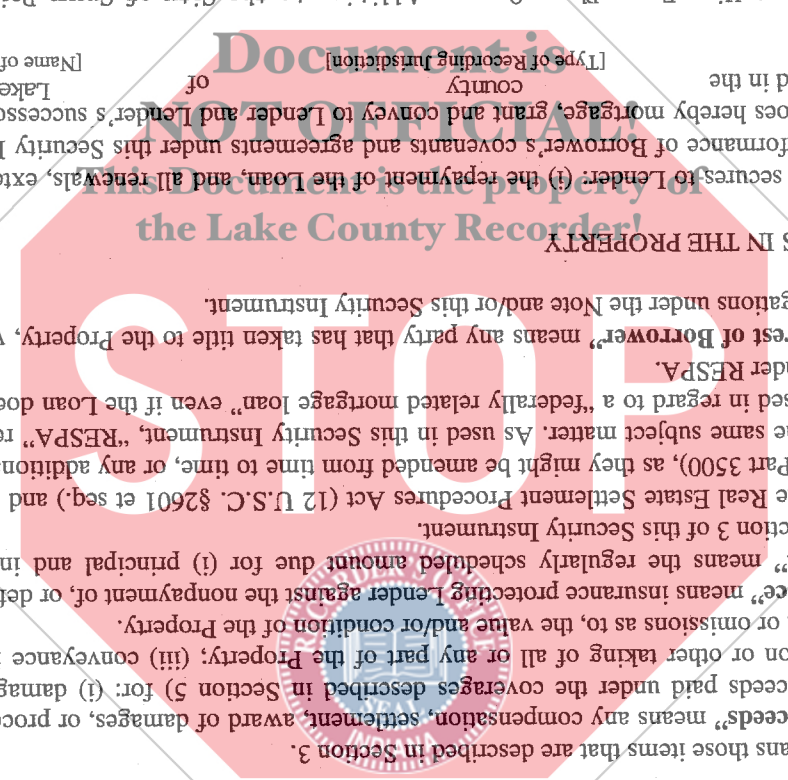 Document is
NOT OFFICIAL!
This Document is the property of
the Lake County Recorder!
STOP
RECORDER'S OFFICE
SEAL
INDIANA
ans those items that are described in Section 3.
ceeds” means any compensation, settlement, award of damages, or proce
ceeds paid under the coverages described in Section 5) for: (i) damag
on or other taking of all or any part of the Property; (iii) conveyance
or omissions as to, the value and/or condition of the Property.
ce” means insurance protecting Lender against the nonpayment of, or def
” means the regularly scheduled amount due for (i) principal and in
ction 3 of this Security Instrument.
e Real Estate Settlement Procedures Act (12 U.S.C. §2601 et seq.) and
Part 3500), as they might be amended from time to time, or any addition
e same subject matter. As used in this Security Instrument, “RESPA” re
sed in regard to a “federally related mortgage loan” even if the Loan doe
nder RESPA.
rest of Borrower” means any party that has taken title to the Property,
gations under the Note and/or this Security Instrument.
S IN THE PROPERTY
secures to Lender: (i) the repayment of the Loan, and all renewals, exte
formance of Borrower’s covenants and agreements under this Security I
oes hereby mortgage, grant and convey to Lender and Lender’s successo
ed in the county of Lake
[Type of Recording Jurisdiction] [Name of